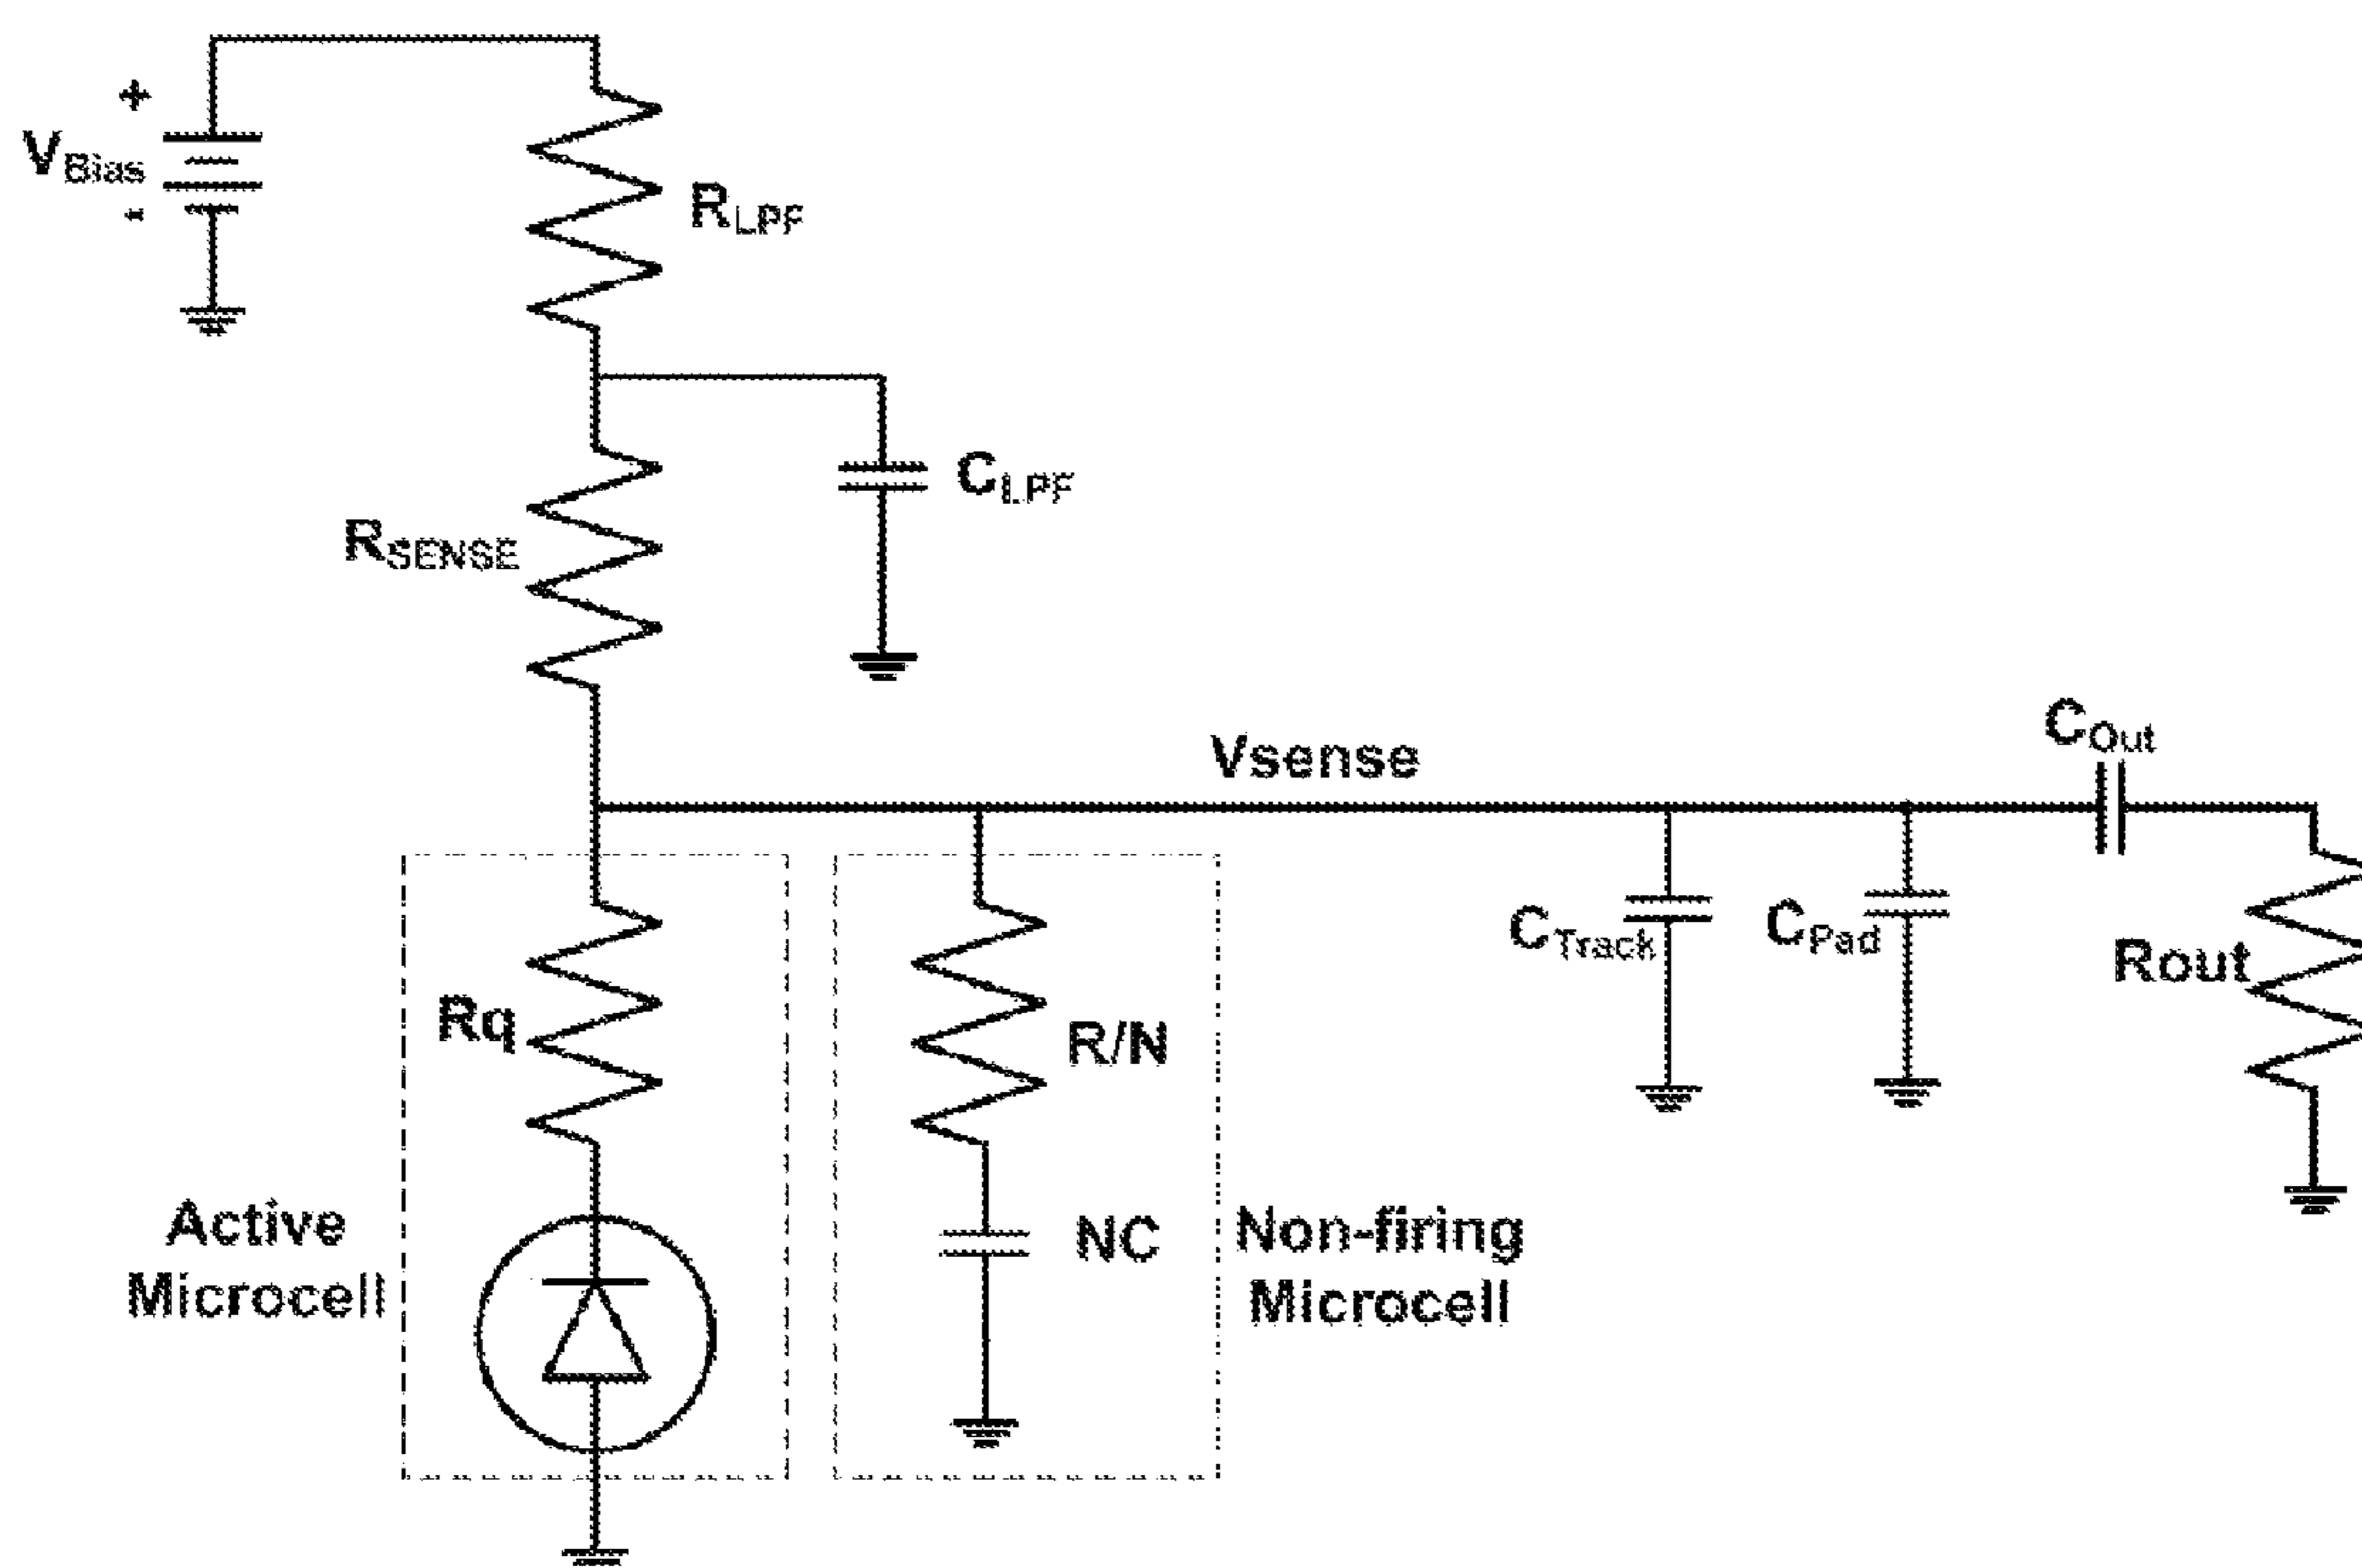 +
VBias
-
RLPF
CLPF
RSENSE
Vsense
COut
CTrack
CPad
Rout
Rq
R/N
Active
Microcell
NC
Non-firing
Microcell